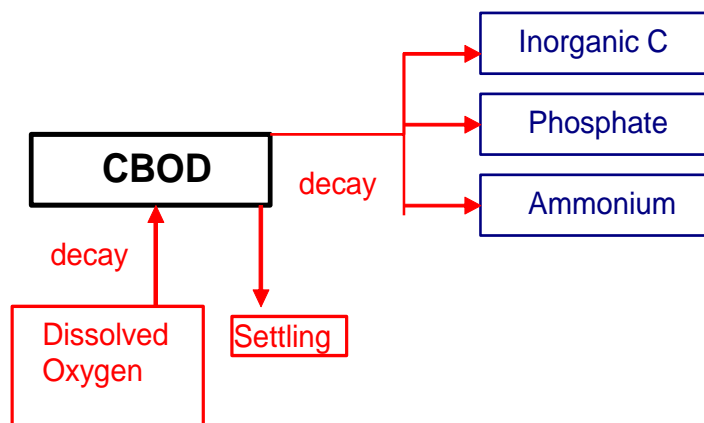 Inorganic C
Phosphate
CBOD
decay
Ammonium
decay
Dissolved
Oxygen
Settling